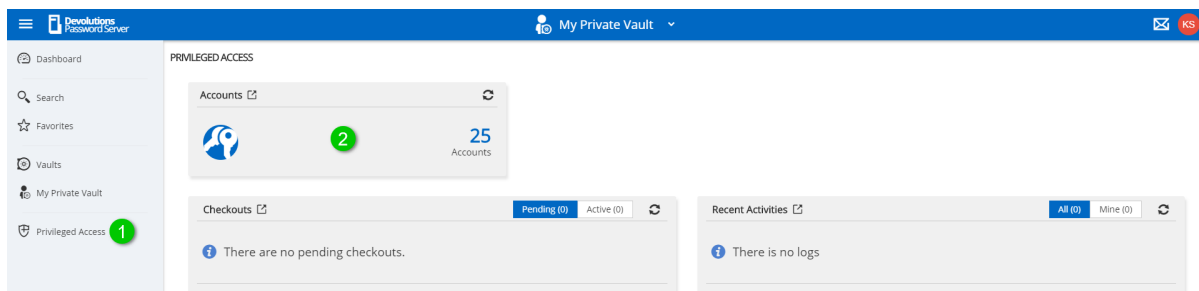 Devolutions
Password Server
My Private Vault
KS
Dashboard
Search
Favorites
Vaults
My Private Vault
Privileged Access
1
PRIVILEGED ACCESS
Accounts
2
25
Accounts
Checkouts
Pending (0)
Active (0)
There are no pending checkouts.
Recent Activities
All (0)
Mine (0)
There is no logs